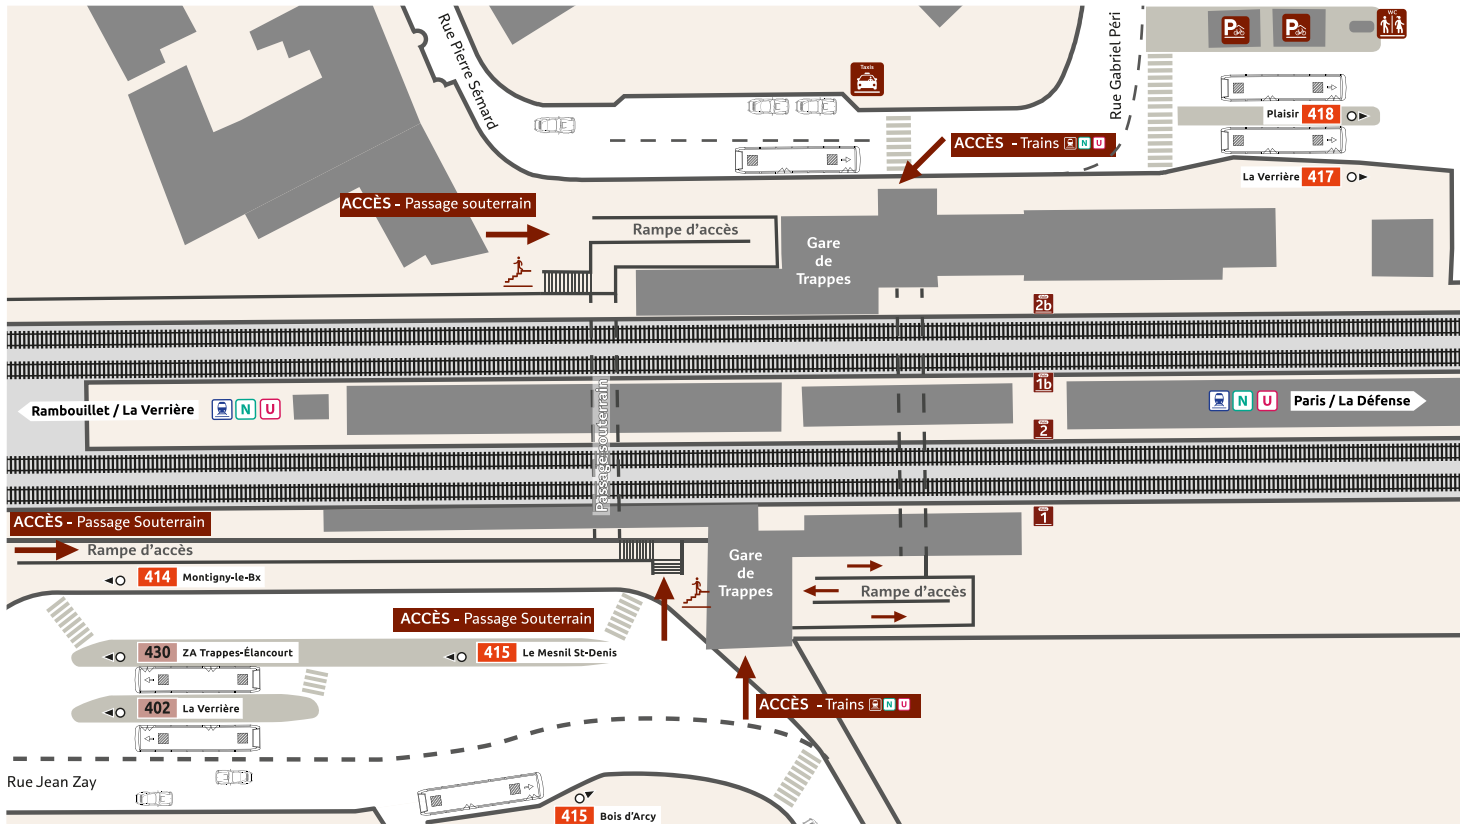 Rue Pierre Sémard
Rue Gabriel Péri
P
P
WC
Taxis
Plaisir 418
La Verrière 417
ACCÈS - Trains N U
ACCÈS - Passage souterrain
Rampe d'accès
Gare
de
Trappes
2b
1b
Rambouillet / La Verrière N U
N U Paris / La Défense
2
Passage souterrain
1
ACCÈS - Passage Souterrain
Rampe d'accès
414 Montigny-le-Bx
Gare
de
Trappes
Rampe d'accès
ACCÈS - Passage Souterrain
430 ZA Trappes-Élancourt
415 Le Mesnil St-Denis
402 La Verrière
ACCÈS - Trains N U
Rue Jean Zay
415 Bois d'Arcy